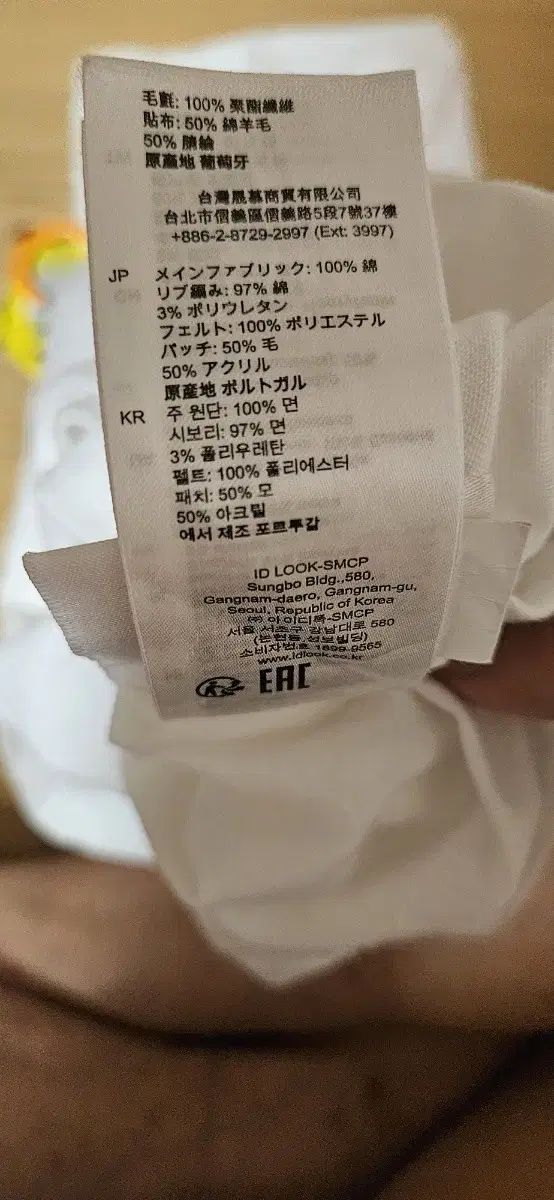 毛氈: 100% 聚酯纖維
貼布: 50% 綿羊毛
50% 腈綸
原產地 葡萄牙
台灣晟慕商貿有限公司
台北市信義區信義路5段7號37樓
+886-2-8729-2997 (Ext: 3997)
JP メインファブリック: 100% 綿
リブ編み: 97% 綿
3% ポリウレタン
フェルト: 100% ポリエステル
パッチ: 50% 毛
50% アクリル
原産地 ポルトガル
KR 주 원단: 100% 면
시보리: 97% 면
3% 폴리우레탄
펠트: 100% 폴리에스터
패치: 50% 모
50% 아크릴
에서 제조 포르투갈
ID LOOK-SMCP
Sungbo Bldg.,580,
Gangnam-daero, Gangnam-gu,
Seoul, Republic of Korea
㈜ 아이디룩-SMCP
서울 서초구 강남대로 580
(논현동 성보빌딩)
소비자번호 1899-9565
www.idlook.co.kr
EAC